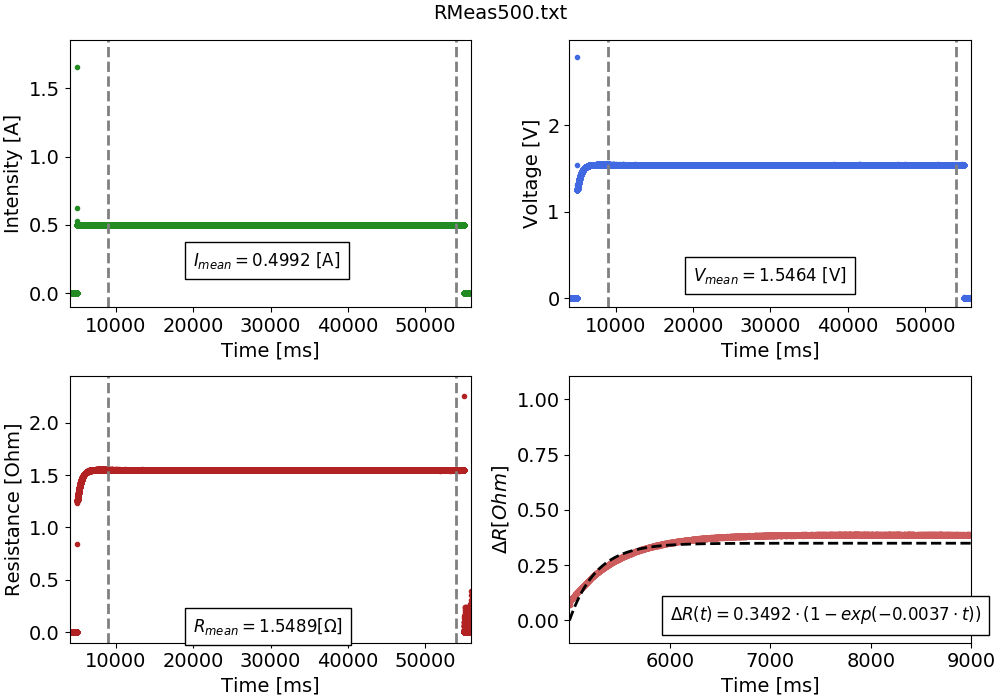 RMeas500.txt
Intensity [A]
1.5
1.0
0.5
0.0
I_mean = 0.4992 [A]
10000 20000 30000 40000 50000
Time [ms]
Voltage [V]
2
1
0
V_mean = 1.5464 [V]
10000 20000 30000 40000 50000
Time [ms]
Resistance [Ohm]
2.0
1.5
1.0
0.5
0.0
R_mean = 1.5489[Ω]
10000 20000 30000 40000 50000
Time [ms]
ΔR[Ohm]
1.00
0.75
0.50
0.25
0.00
ΔR(t) = 0.3492 · (1 − exp(−0.0037 · t))
6000 7000 8000 9000
Time [ms]